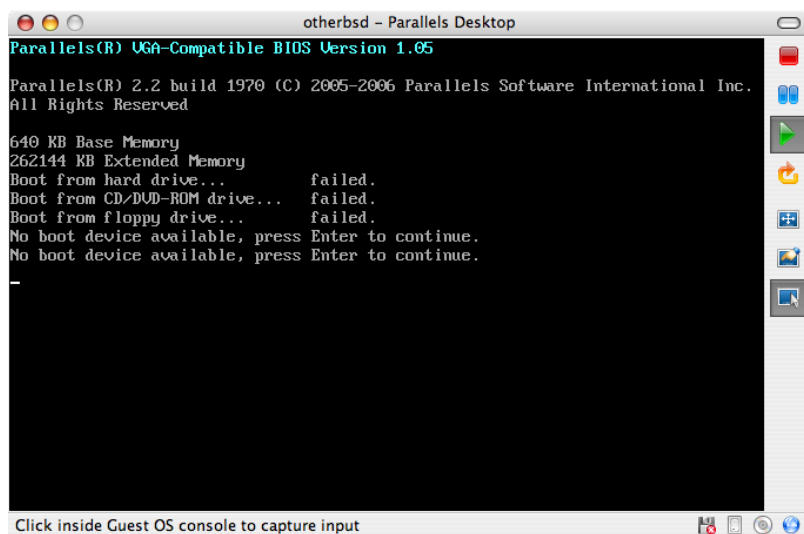 otherbsd – Parallels Desktop
Parallels(R) VGA-Compatible BIOS Version 1.05
Parallels(R) 2.2 build 1970 (C) 2005-2006 Parallels Software International Inc.
All Rights Reserved
640 KB Base Memory
262144 KB Extended Memory
Boot from hard drive... failed.
Boot from CD/DVD-ROM drive... failed.
Boot from floppy drive... failed.
No boot device available, press Enter to continue.
No boot device available, press Enter to continue.
Click inside Guest OS console to capture input